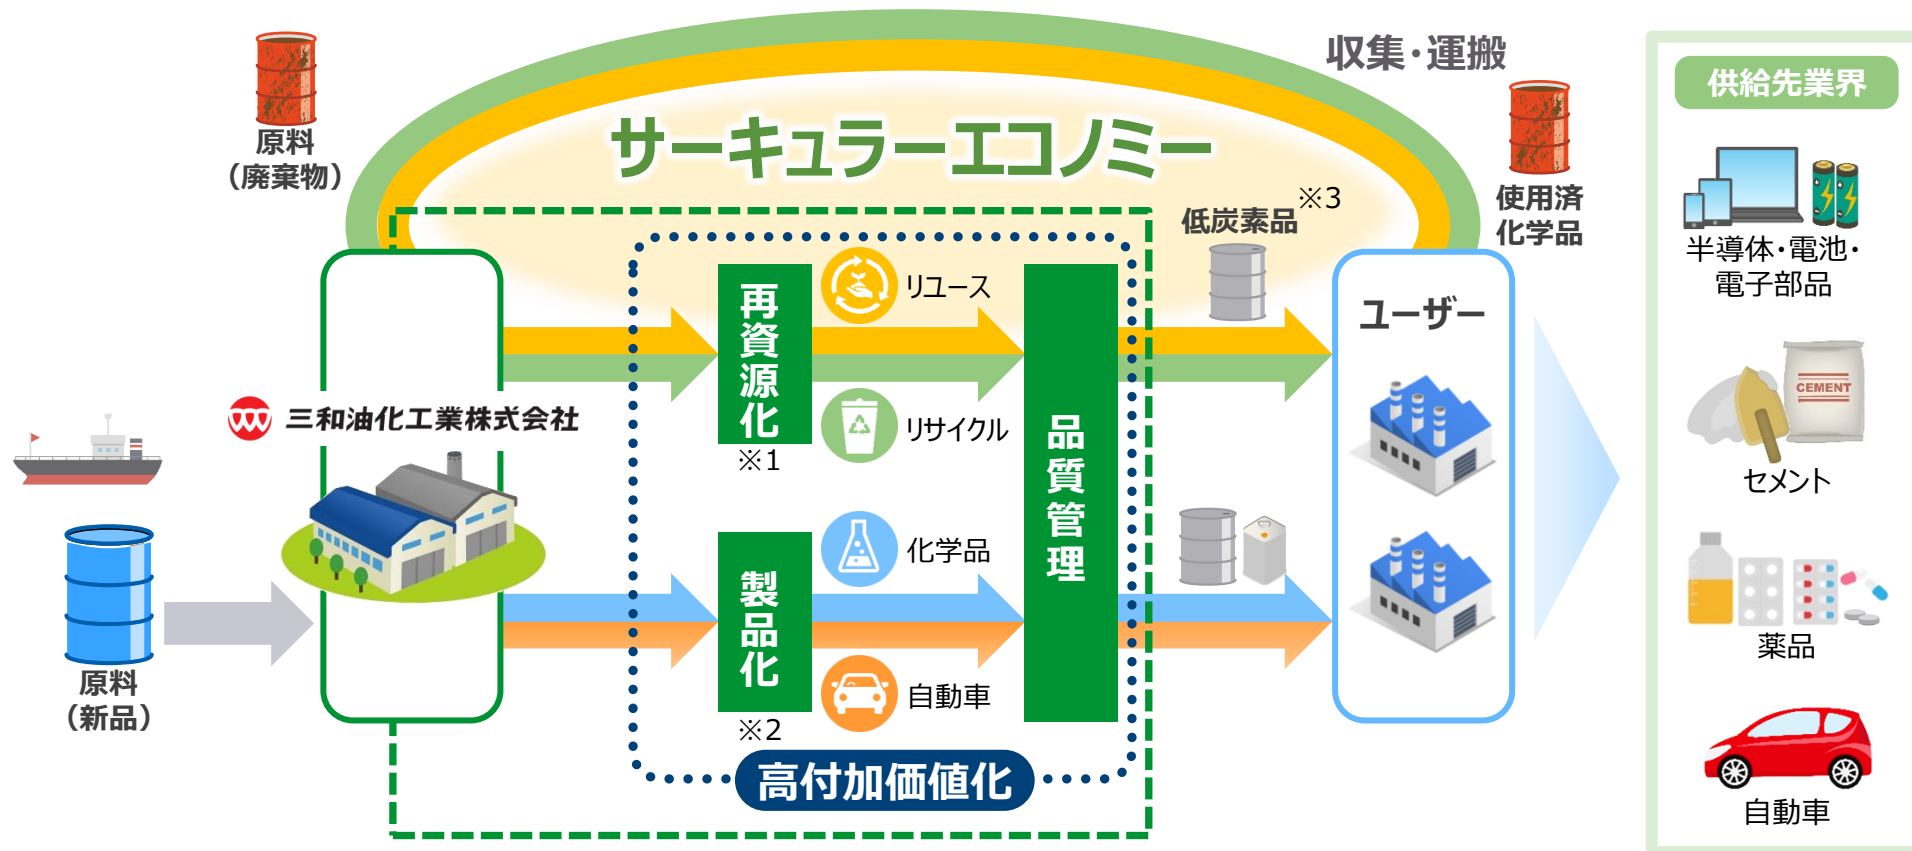 収集・運搬
原料
（廃棄物）
サーキュラーエコノミー
使用済
化学品
低炭素品※3
再資源化
※1
リユース
リサイクル
品質管理
ユーザー
三和油化工業株式会社
原料
（新品）
製品化
※2
化学品
自動車
高付加価値化
供給先業界
半導体・電池・
電子部品
CEMENT
セメント
薬品
自動車